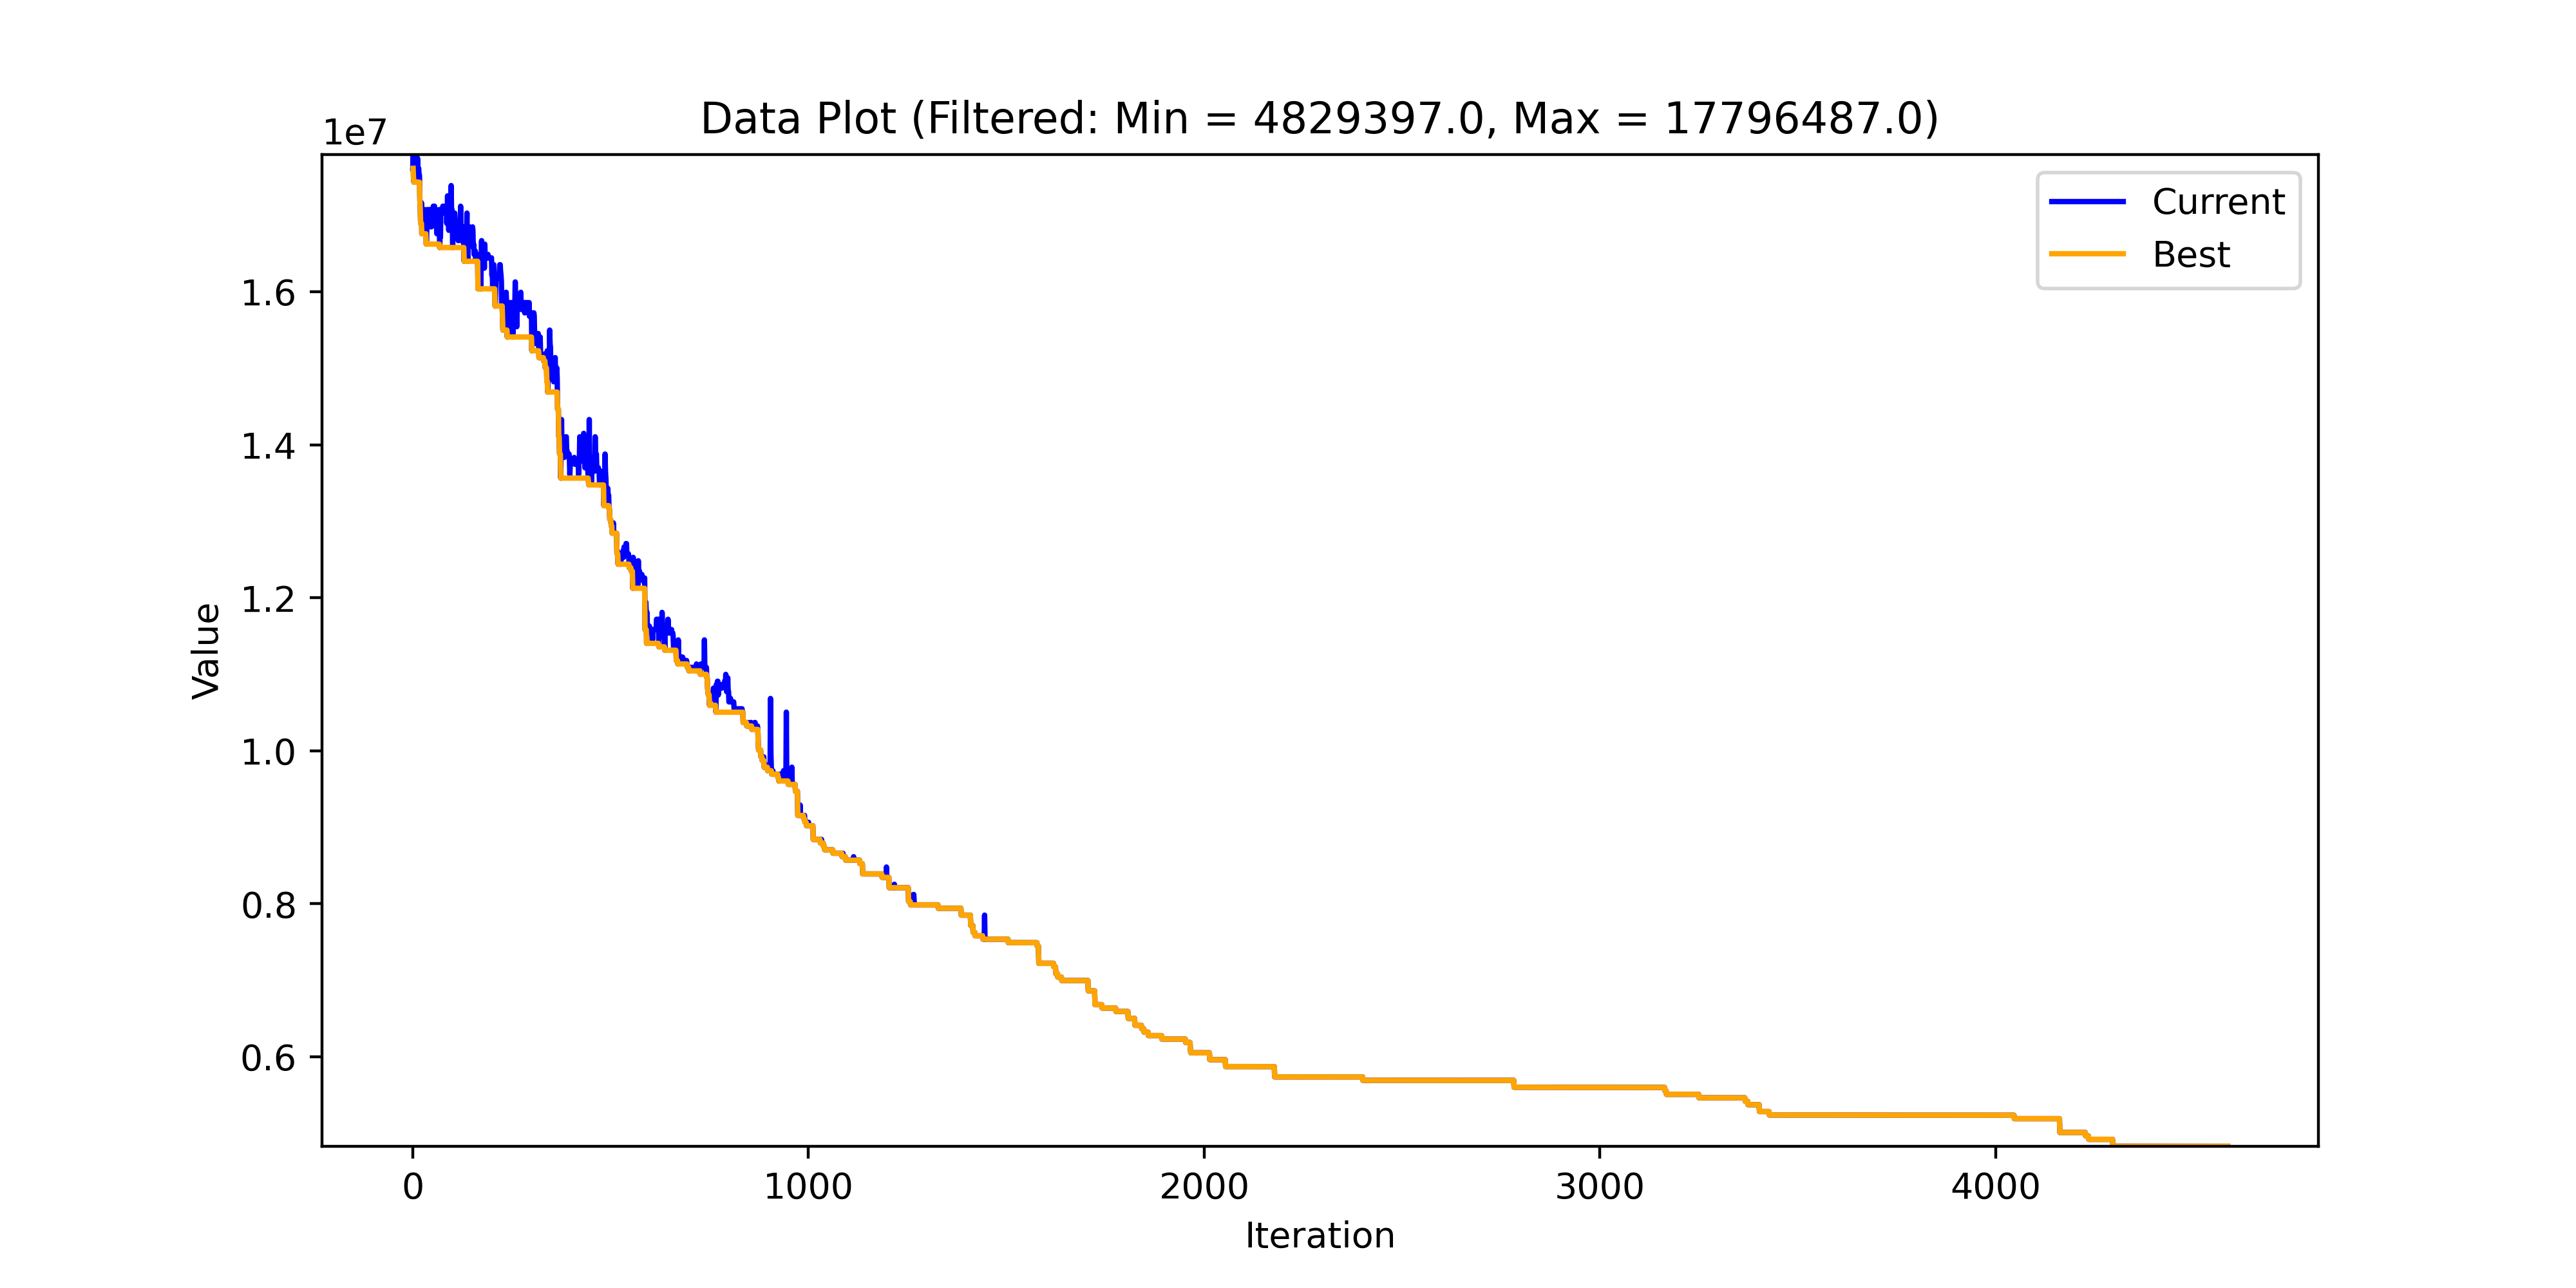 Data Plot (Filtered: Min = 4829397.0, Max = 17796487.0)
1e7
Current
Best
1.6
1.4
1.2
1.0
0.8
0.6
Value
0 1000 2000 3000 4000
Iteration